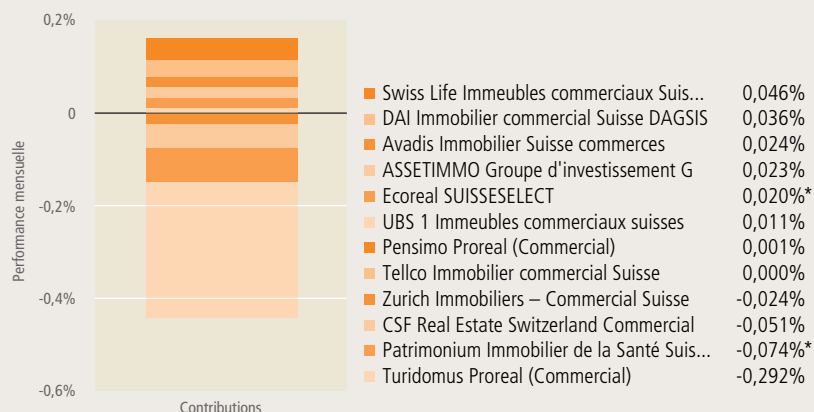 0,2%
0
-0,2%
-0,4%
-0,6%
Performance mensuelle
Contributions
Swiss Life Immeubles commerciaux Suis... 0,046%
DAI Immobilier commercial Suisse DAGSIS 0,036%
Avadis Immobilier Suisse commerces 0,024%
ASSETIMMO Groupe d'investissement G 0,023%
Ecoreal SUISSESELECT 0,020%*
UBS 1 Immeubles commerciaux suisses 0,011%
Pensimo Proreal (Commercial) 0,001%
Tellco Immobilier commercial Suisse 0,000%
Zurich Immobiliers – Commercial Suisse -0,024%
CSF Real Estate Switzerland Commercial -0,051%
Patrimonium Immobilier de la Santé Suis... -0,074%*
Turidomus Proreal (Commercial) -0,292%